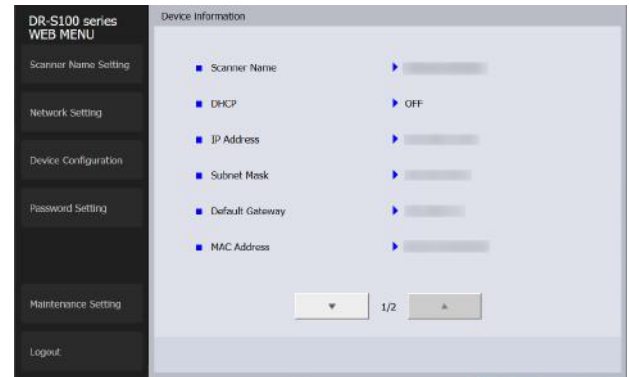 DR-S100 series
WEB MENU
Device Information
Scanner Name Setting
Network Setting
Device Configuration
Password Setting
Maintenance Setting
Logout
Scanner Name
DHCP OFF
IP Address
Subnet Mask
Default Gateway
MAC Address
1/2